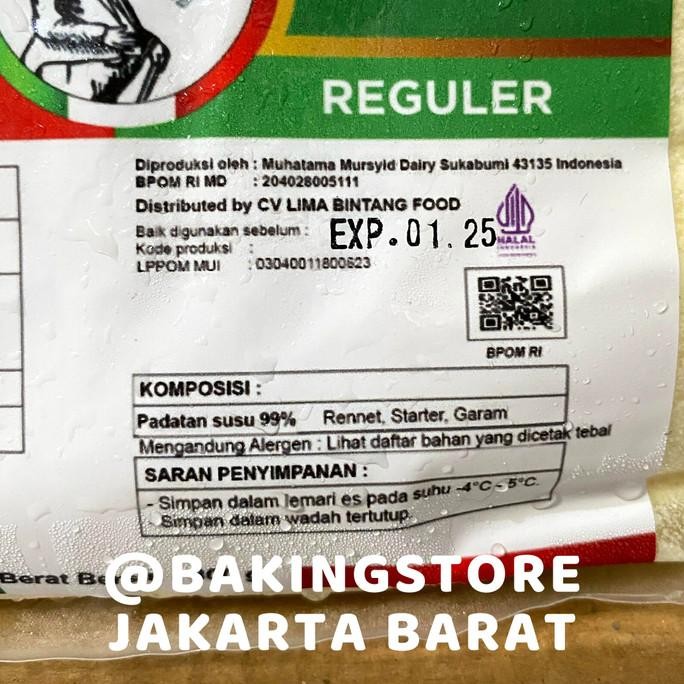 REGULER
Diproduksi oleh : Muhatama Mursyid Dairy Sukabumi 43135 Indonesia
BPOM RI MD : 204028005111
Distributed by CV LIMA BINTANG FOOD
Baik digunakan sebelum : EXP.01.25
Kode produksi :
LPPOM MUI : 03040011800623
HALAL
INDONESIA
BPOM RI
KOMPOSISI :
Padatan susu 99% Rennet, Starter, Garam
Mengandung Alergen : Lihat daftar bahan yang dicetak tebal
SARAN PENYIMPANAN :
- Simpan dalam lemari es pada suhu -4°C - 5°C.
- Simpan dalam wadah tertutup.
Berat
@BAKINGSTORE
JAKARTA BARAT